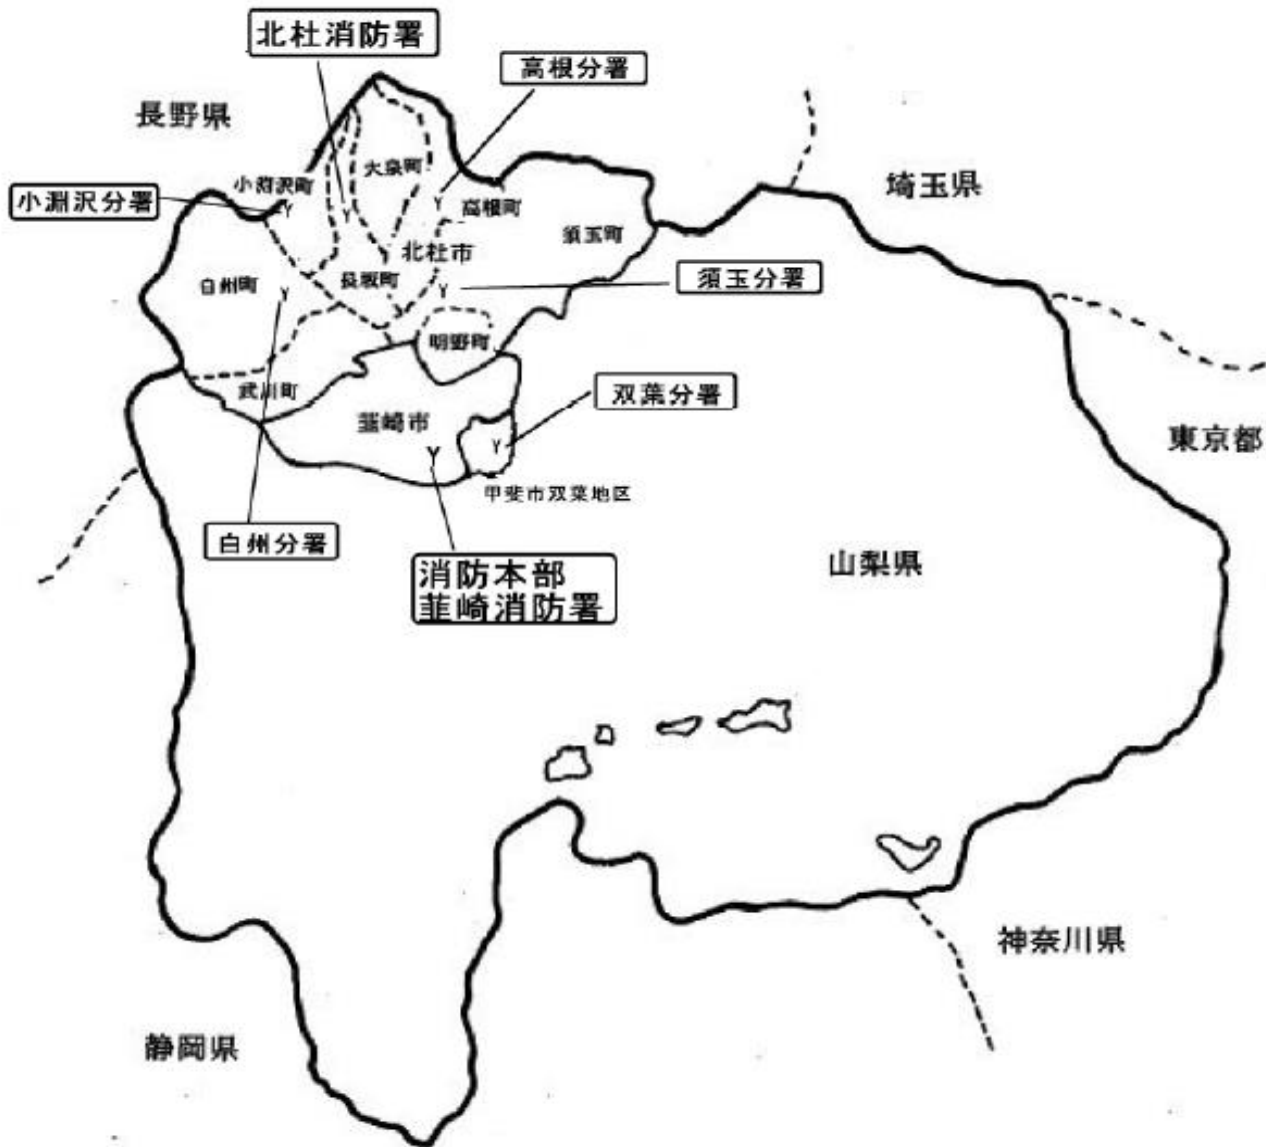 北杜消防署
高根分署
長野県
大泉町
小淵沢町
埼玉県
小淵沢分署
高根町
須玉町
北杜市
白州町
長坂町
須玉分署
明野町
武川町
双葉分署
韮崎市
東京都
甲斐市双葉地区
白州分署
山梨県
消防本部
韮崎消防署
神奈川県
静岡県